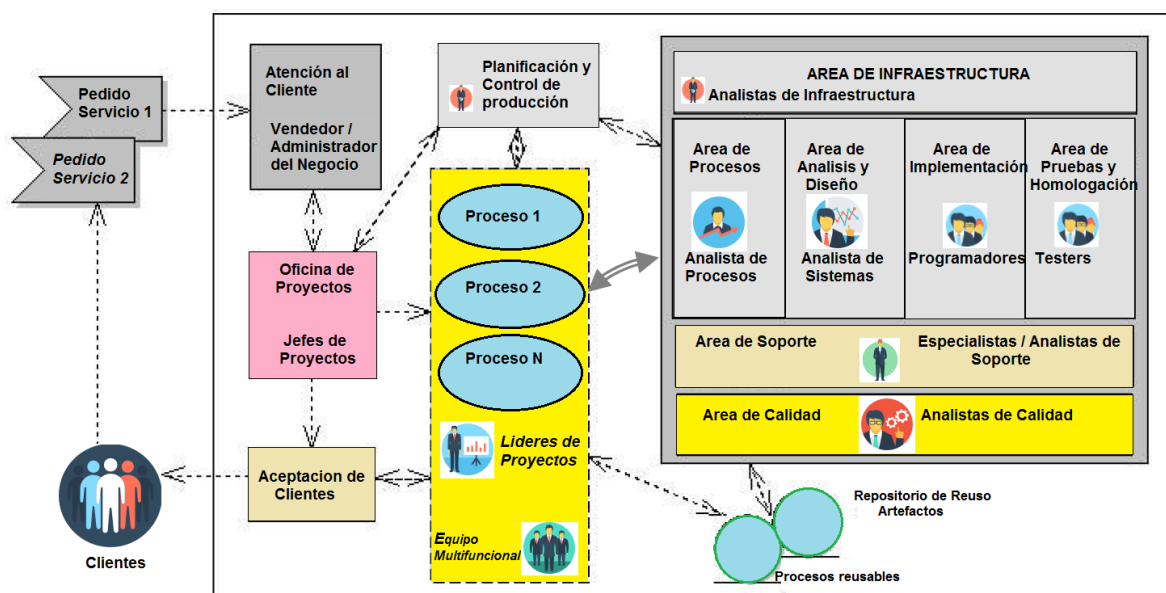 Pedido
Servicio 1
Pedido
Servicio 2
Clientes
Atención al
Cliente
Vendedor /
Administrador
del Negocio
Oficina de
Proyectos
Jefes de
Proyectos
Aceptacion de
Clientes
Planificación y
Control de
producción
Proceso 1
Proceso 2
Proceso N
Lideres de
Proyectos
Equipo
Multifuncional
AREA DE INFRAESTRUCTURA
Analistas de Infraestructura
Area de
Procesos
Analista de
Procesos
Area de
Analisis y
Diseño
Analista de
Sistemas
Area de
Implementación
Programadores
Area de
Pruebas y
Homologación
Testers
Area de Soporte
Especialistas / Analistas de
Soporte
Area de Calidad
Analistas de Calidad
Repositorio de Reuso
Artefactos
Procesos reusables